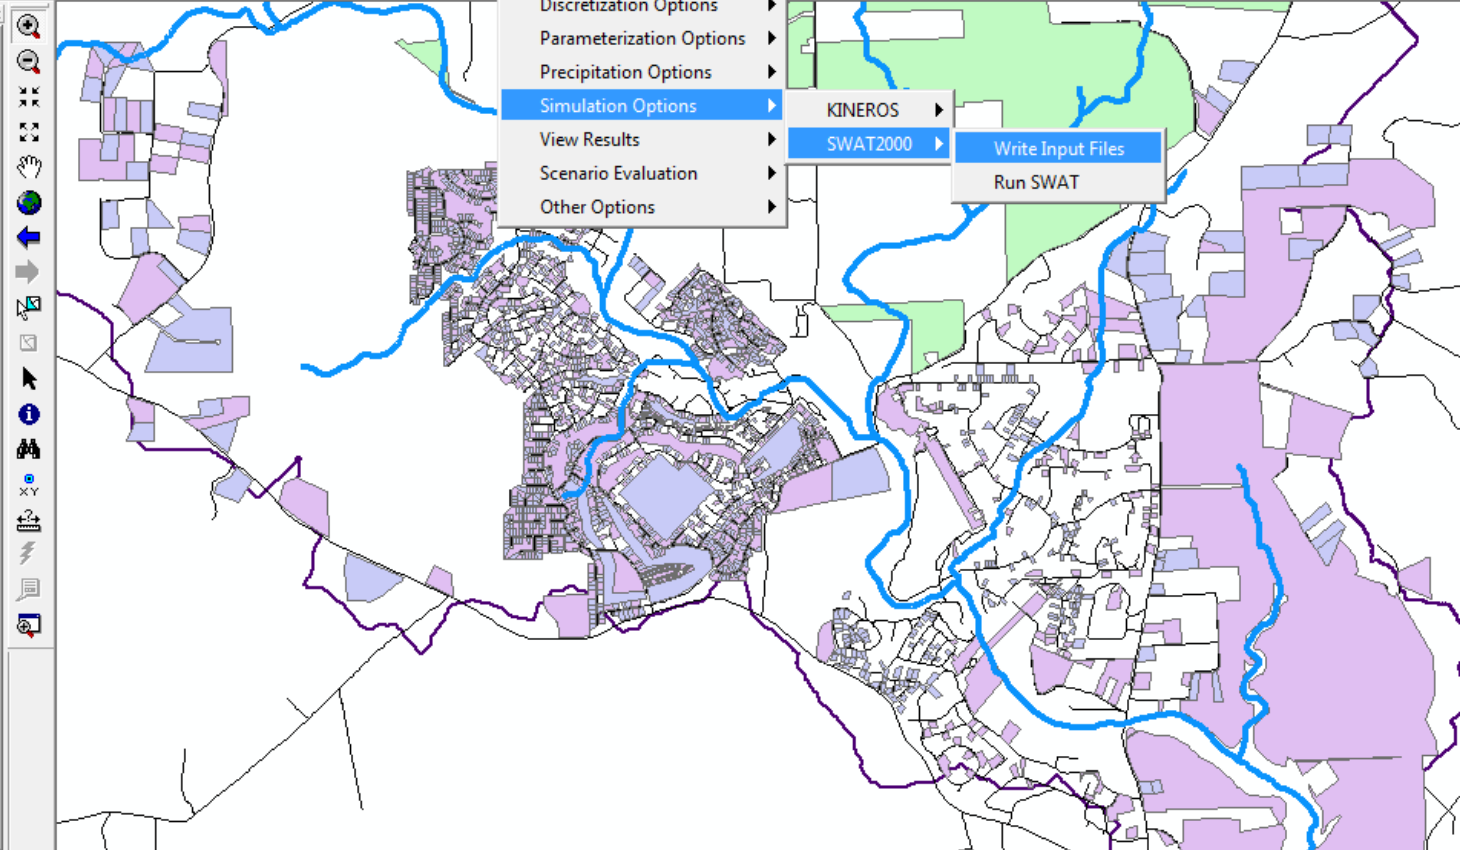 Discretization Options
Parameterization Options
Precipitation Options
Simulation Options
View Results
Scenario Evaluation
Other Options
KINEROS
SWAT2000
Write Input Files
Run SWAT
XY
?